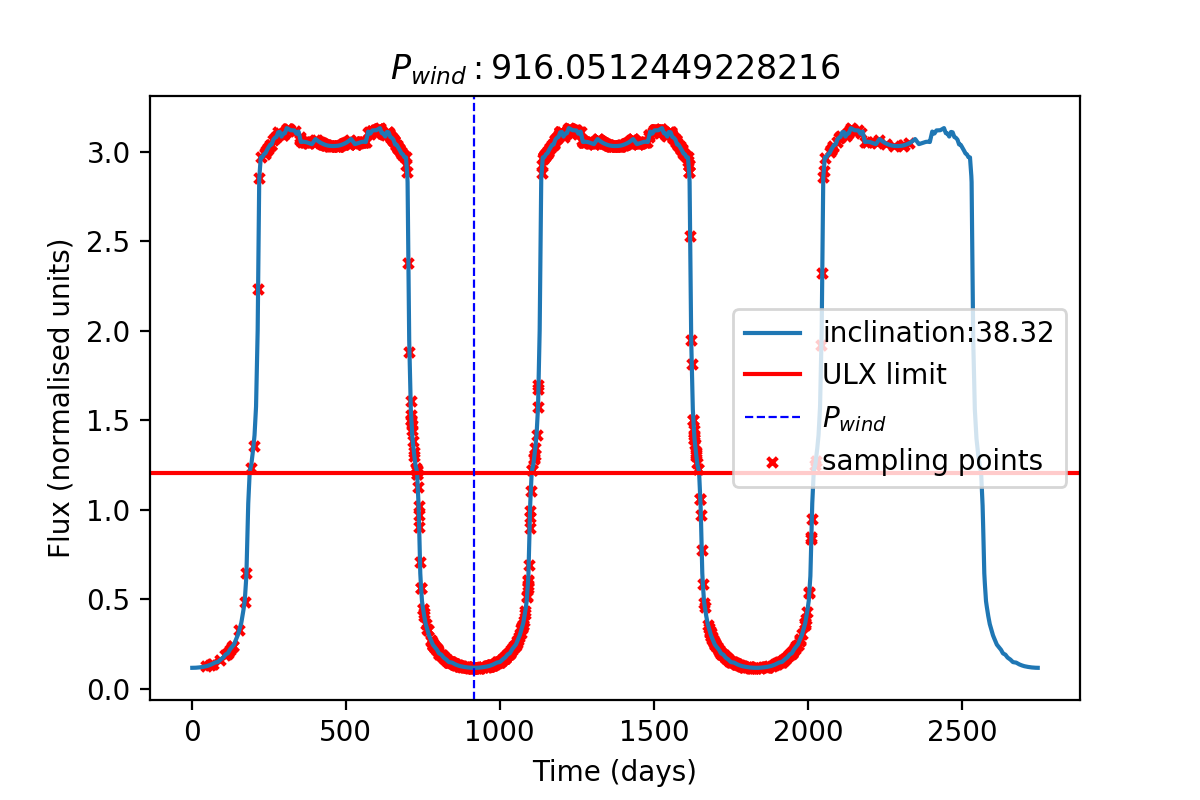 P_wind : 916.0512449228216
3.0
2.5
2.0
1.5
1.0
0.5
0.0
Flux (normalised units)
inclination:38.32
ULX limit
P_wind
sampling points
0 500 1000 1500 2000 2500
Time (days)